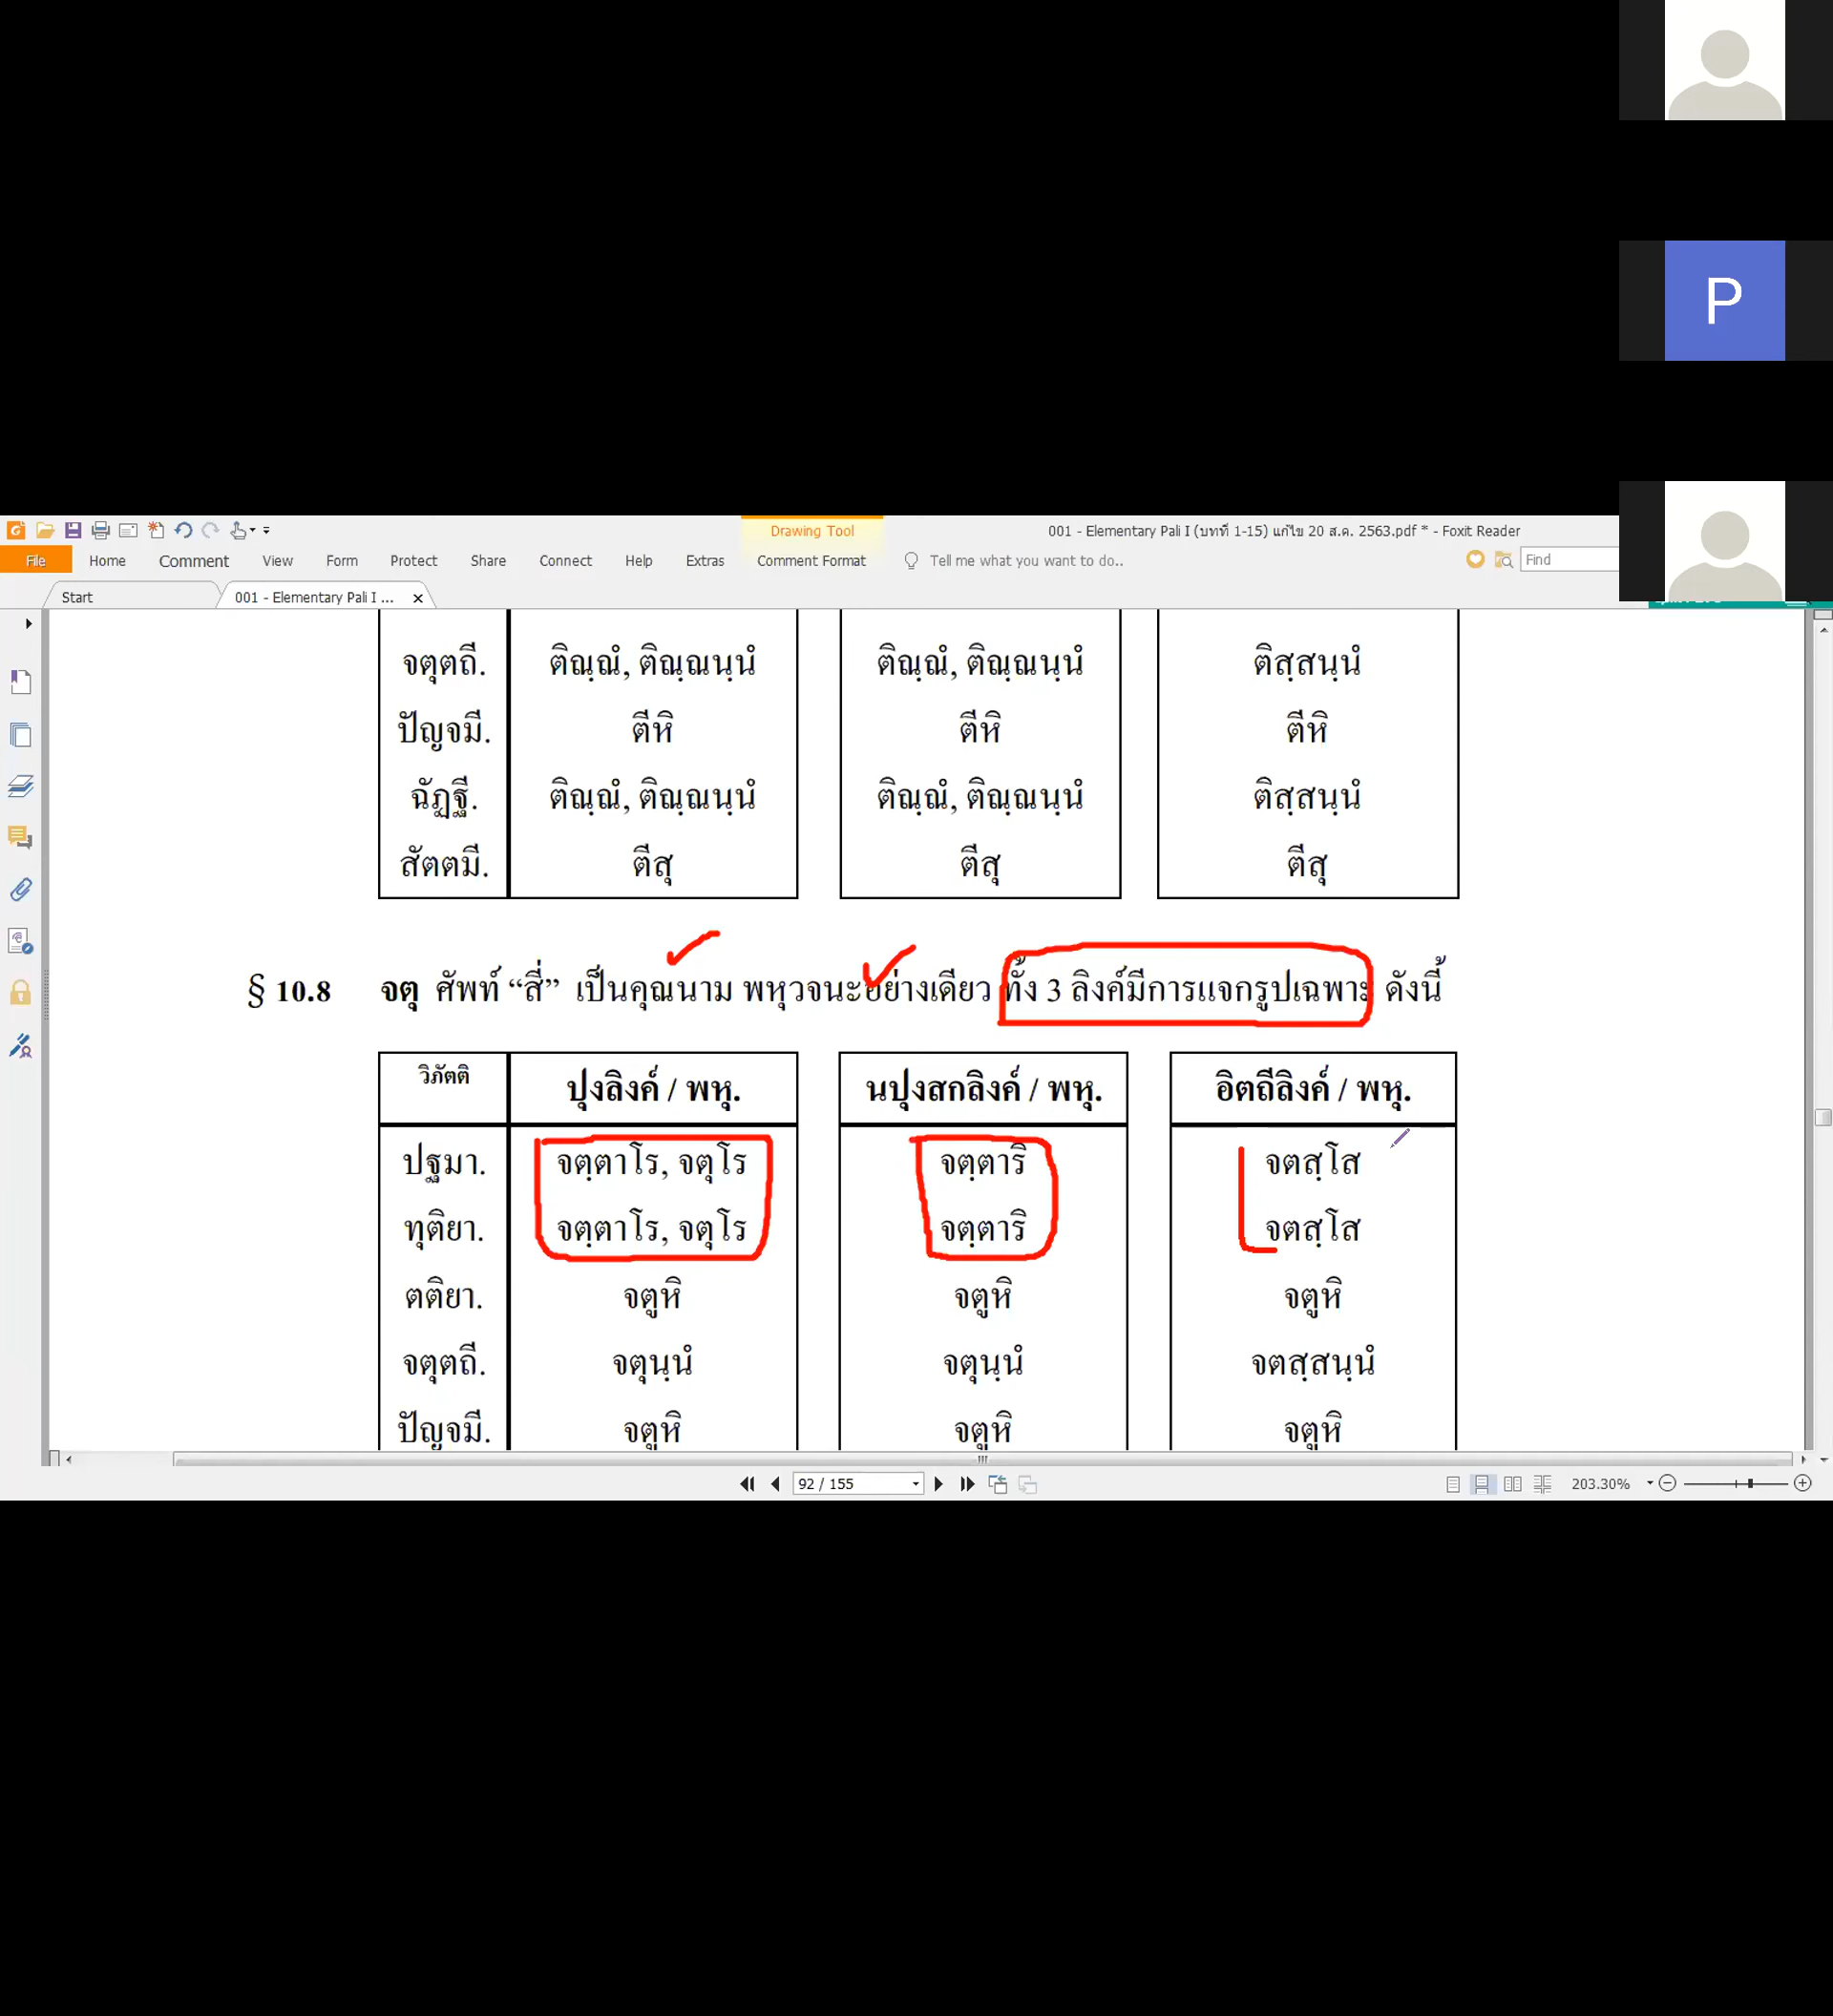 P
Drawing Tool
001 - Elementary Pali I (บทที่ 1-15) แก้ไข 20 ส.ค. 2563.pdf * - Foxit Reader
File Home Comment View Form Protect Share Connect Help Extras Comment Format Tell me what you want to do.. Find
Start 001 - Elementary Pali I ...
จตุตถี. ติณฺณํ, ติณฺณนฺนํ ติณฺณํ, ติณฺณนฺนํ ติสฺสนฺนํ
ปัญจมี. ตีหิ ตีหิ ตีหิ
ฉัฏฐี. ติณฺณํ, ติณฺณนฺนํ ติณฺณํ, ติณฺณนฺนํ ติสฺสนฺนํ
สัตตมี. ตีสุ ตีสุ ตีสุ
§ 10.8 จตุ ศัพท์ “สี่” เป็นคุณนาม พหุวจนะอย่างเดียว ทั้ง 3 ลิงค์มีการแจกรูปเฉพาะ ดังนี้
วิภัตติ ปุงลิงค์ / พหุ. นปุงสกลิงค์ / พหุ. อิตถีลิงค์ / พหุ.
ปฐมา. จตฺตาโร, จตุโร จตฺตาริ จตสฺโส
ทุติยา. จตฺตาโร, จตุโร จตฺตาริ จตสฺโส
ตติยา. จตูหิ จตูหิ จตูหิ
จตุตถี. จตุนฺนํ จตุนฺนํ จตสฺสนฺนํ
ปัญจมี. จตูหิ จตูหิ จตูหิ
92 / 155 203.30%